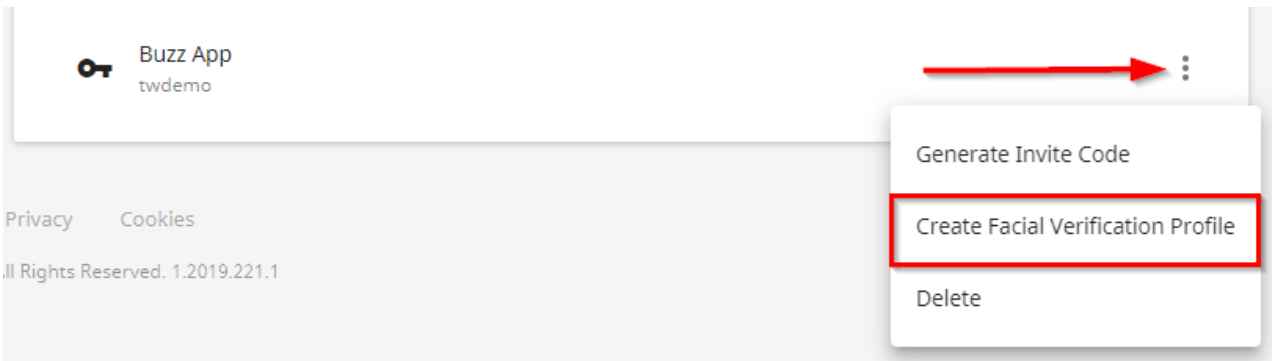 Buzz App
twdemo
Generate Invite Code
Create Facial Verification Profile
Delete
Privacy Cookies
All Rights Reserved. 1.2019.221.1